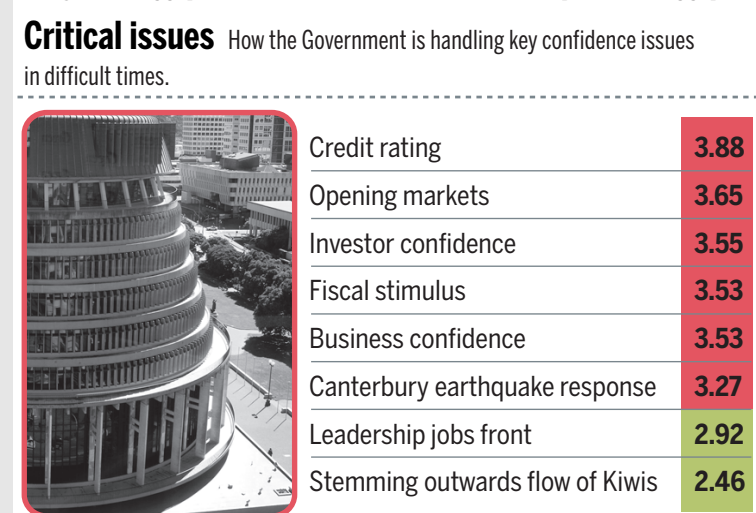 Critical issues How the Government is handling key confidence issues
in difficult times.
Credit rating 3.88
Opening markets 3.65
Investor confidence 3.55
Fiscal stimulus 3.53
Business confidence 3.53
Canterbury earthquake response 3.27
Leadership jobs front 2.92
Stemming outwards flow of Kiwis 2.46